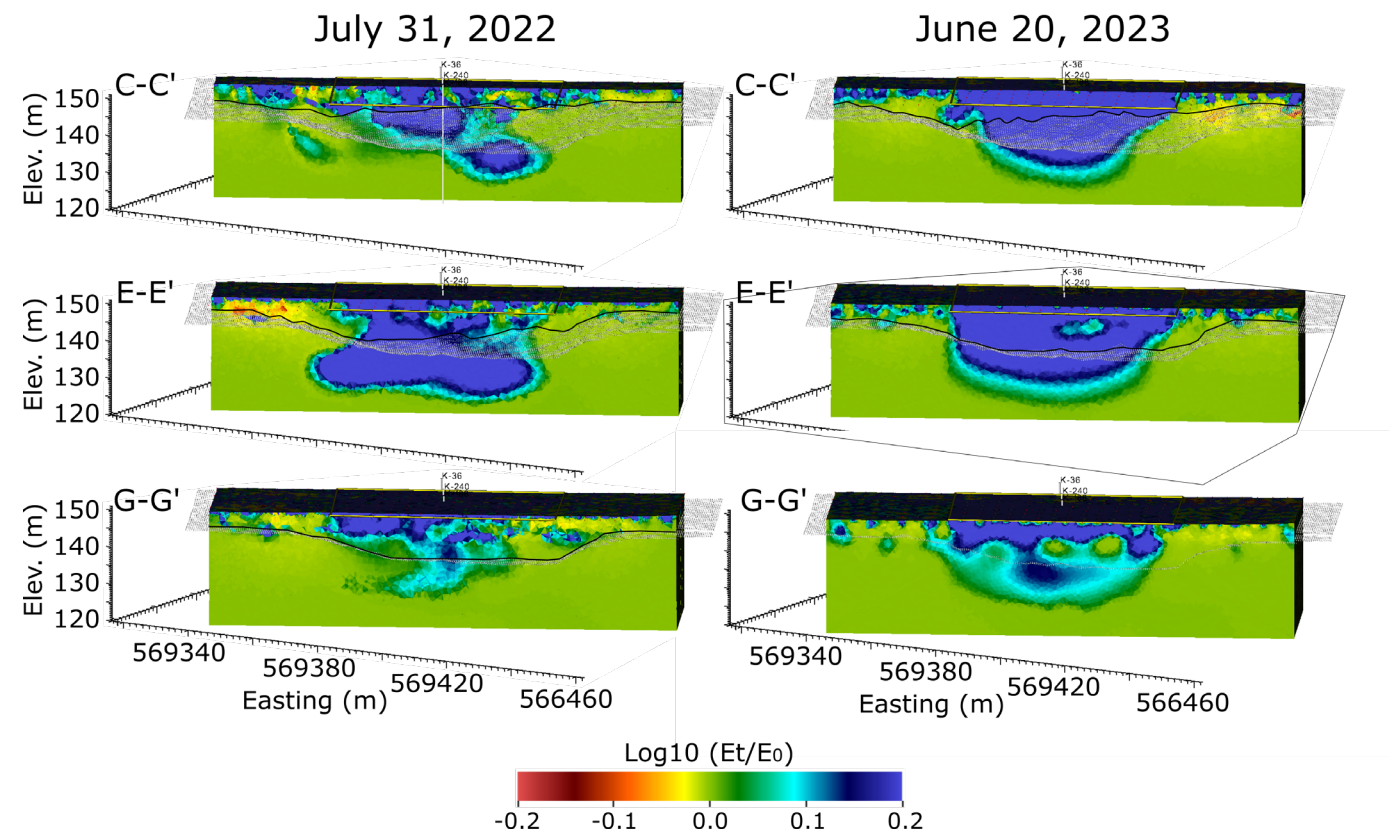 July 31, 2022
June 20, 2023
C-C'
K-36
K-240
C-C'
K-36
K-240
Elev. (m)
150
140
130
120
E-E'
K-36
K-240
E-E'
K-36
K-240
Elev. (m)
150
140
130
120
G-G'
K-36
K-240
G-G'
K-36
K-240
Elev. (m)
150
140
130
120
569340
569380
569420
566460
Easting (m)
569340
569380
569420
566460
Easting (m)
Log10 (Et/E0)
-0.2 -0.1 0.0 0.1 0.2